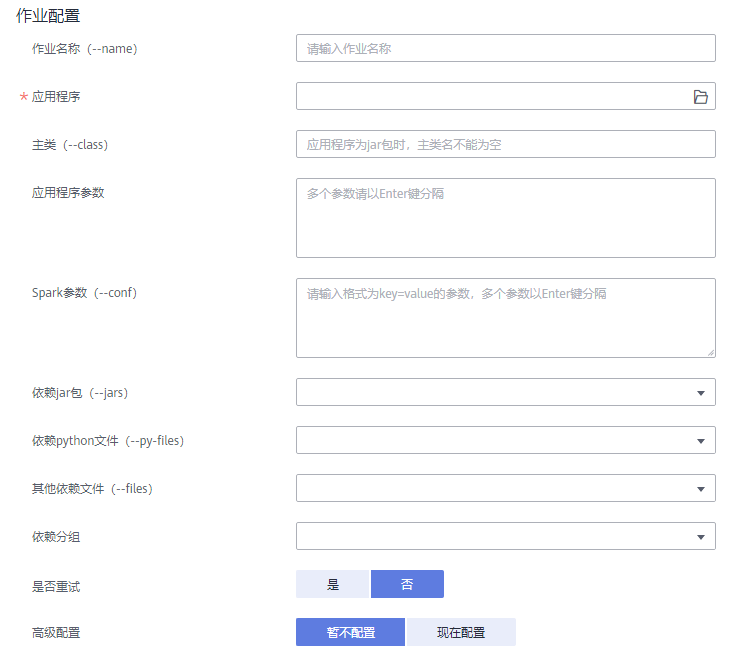 作业配置
作业名称（--name）
请输入作业名称
* 应用程序
主类（--class）
应用程序为jar包时，主类名不能为空
应用程序参数
多个参数请以Enter键分隔
Spark参数（--conf）
请输入格式为key=value的参数，多个参数以Enter键分隔
依赖jar包（--jars）
依赖python文件（--py-files）
其他依赖文件（--files）
依赖分组
是否重试 是 否
高级配置 暂不配置 现在配置